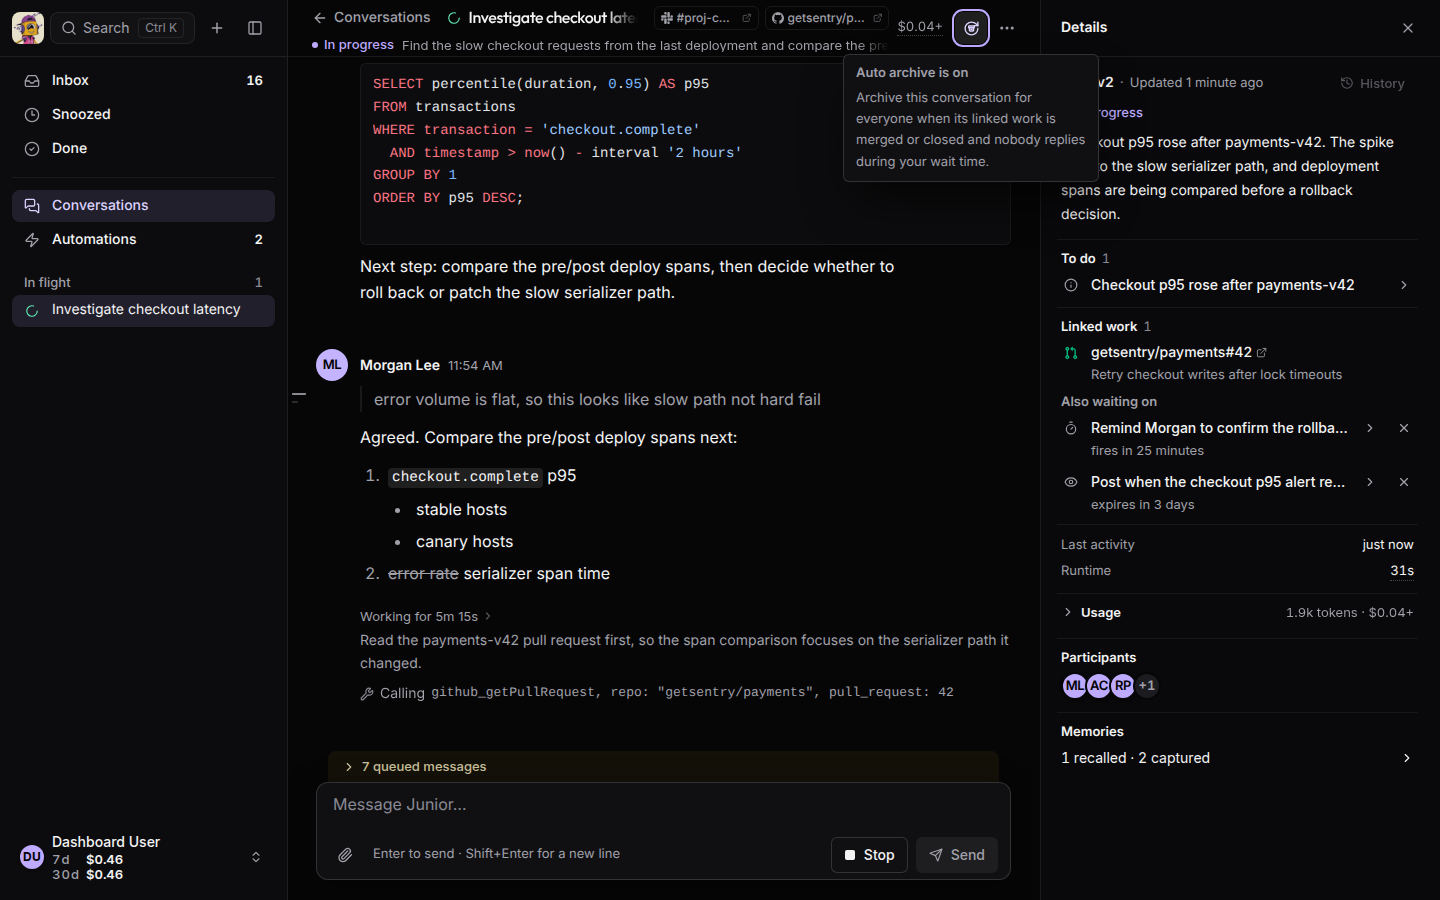 Search Ctrl K
Inbox 16
Snoozed
Done
Conversations
Automations 2
In flight 1
Investigate checkout latency
Dashboard User
DU
7d $0.46
30d $0.46
Conversations
Investigate checkout late
#proj-c...
getsentry/p...
$0.04+
In progress Find the slow checkout requests from the last deployment and compare the pre
Auto archive is on
Archive this conversation for
everyone when its linked work is
merged or closed and nobody replies
during your wait time.
SELECT percentile(duration, 0.95) AS p95
FROM transactions
WHERE transaction = 'checkout.complete'
AND timestamp > now() - interval '2 hours'
GROUP BY 1
ORDER BY p95 DESC;
Next step: compare the pre/post deploy spans, then decide whether to
roll back or patch the slow serializer path.
ML Morgan Lee 11:54 AM
error volume is flat, so this looks like slow path not hard fail
Agreed. Compare the pre/post deploy spans next:
1. checkout.complete p95
• stable hosts
• canary hosts
2. error rate serializer span time
Working for 5m 15s
Read the payments-v42 pull request first, so the span comparison focuses on the serializer path it
changed.
Calling github_getPullRequest, repo: "getsentry/payments", pull_request: 42
7 queued messages
Message Junior...
Enter to send · Shift+Enter for a new line
Stop
Send
Details
v2 · Updated 1 minute ago
History
rogress
kout p95 rose after payments-v42. The spike
o the slow serializer path, and deployment
spans are being compared before a rollback
decision.
To do 1
Checkout p95 rose after payments-v42
Linked work 1
getsentry/payments#42
Retry checkout writes after lock timeouts
Also waiting on
Remind Morgan to confirm the rollba...
fires in 25 minutes
Post when the checkout p95 alert re...
expires in 3 days
Last activity just now
Runtime 31s
Usage 1.9k tokens · $0.04+
Participants
ML AC RP +1
Memories
1 recalled · 2 captured